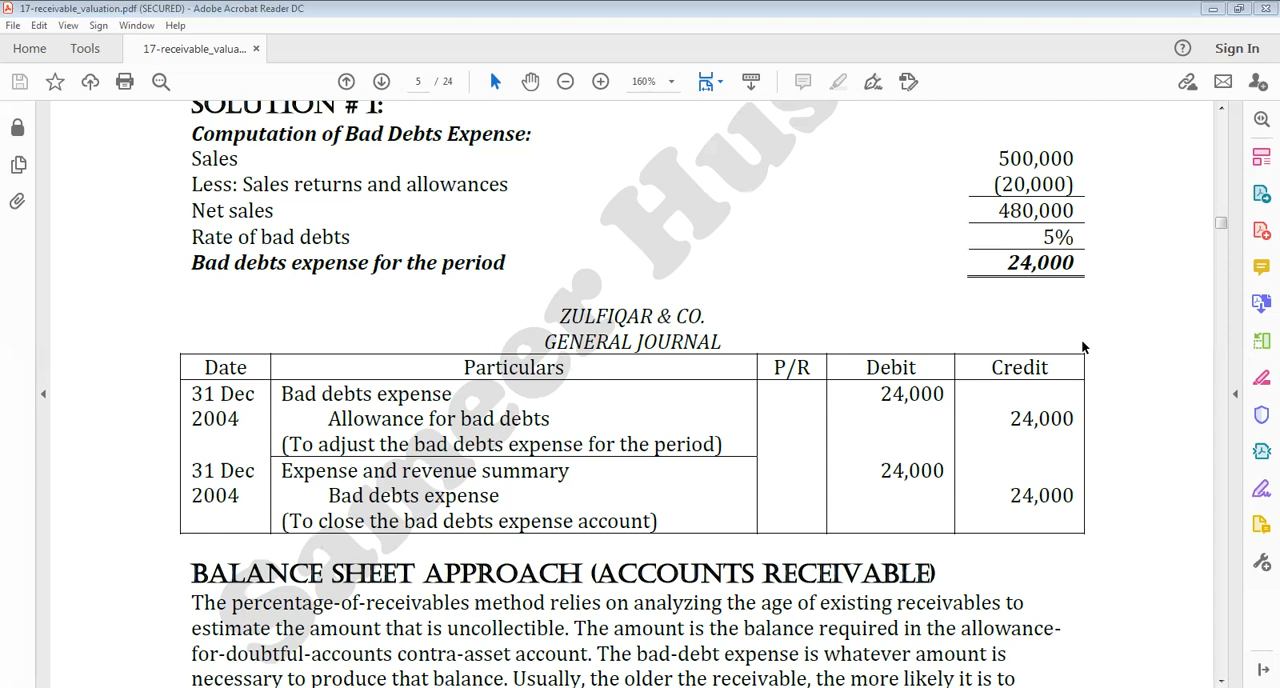 17-receivable_valuation.pdf (SECURED) - Adobe Acrobat Reader DC
File Edit View Sign Window Help
Home Tools 17-receivable_valua... × Sign In
5 / 24 160%
SOLUTION # 1:
Computation of Bad Debts Expense:
Sales 500,000
Less: Sales returns and allowances (20,000)
Net sales 480,000
Rate of bad debts 5%
Bad debts expense for the period 24,000
ZULFIQAR & CO.
GENERAL JOURNAL
Date Particulars P/R Debit Credit
31 Dec Bad debts expense 24,000
2004 Allowance for bad debts 24,000
(To adjust the bad debts expense for the period)
31 Dec Expense and revenue summary 24,000
2004 Bad debts expense 24,000
(To close the bad debts expense account)
BALANCE SHEET APPROACH (ACCOUNTS RECEIVABLE)
The percentage-of-receivables method relies on analyzing the age of existing receivables to
estimate the amount that is uncollectible. The amount is the balance required in the allowance-
for-doubtful-accounts contra-asset account. The bad-debt expense is whatever amount is
necessary to produce that balance. Usually, the older the receivable, the more likely it is to
Sameer Hus